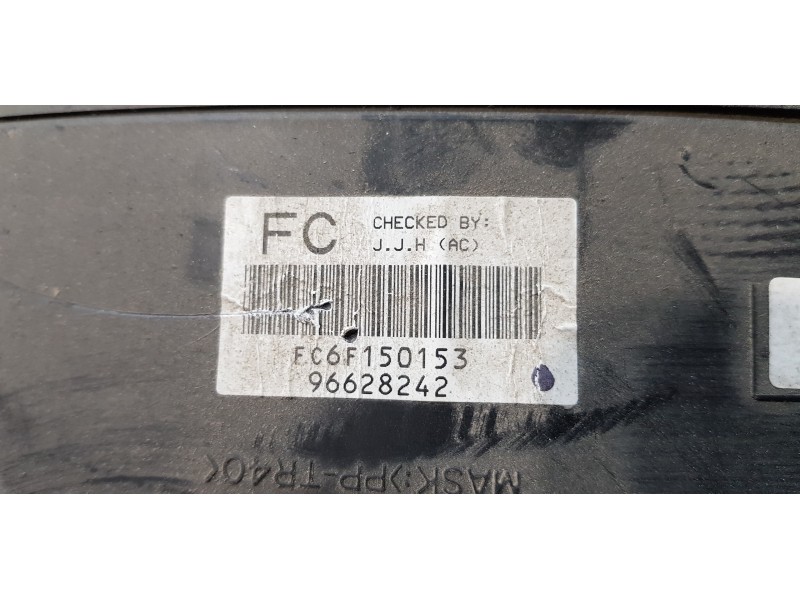 FC
CHECKED BY:
J.J.H (AC)
FC6F150153
96628242
MASK:>PP-TR40<